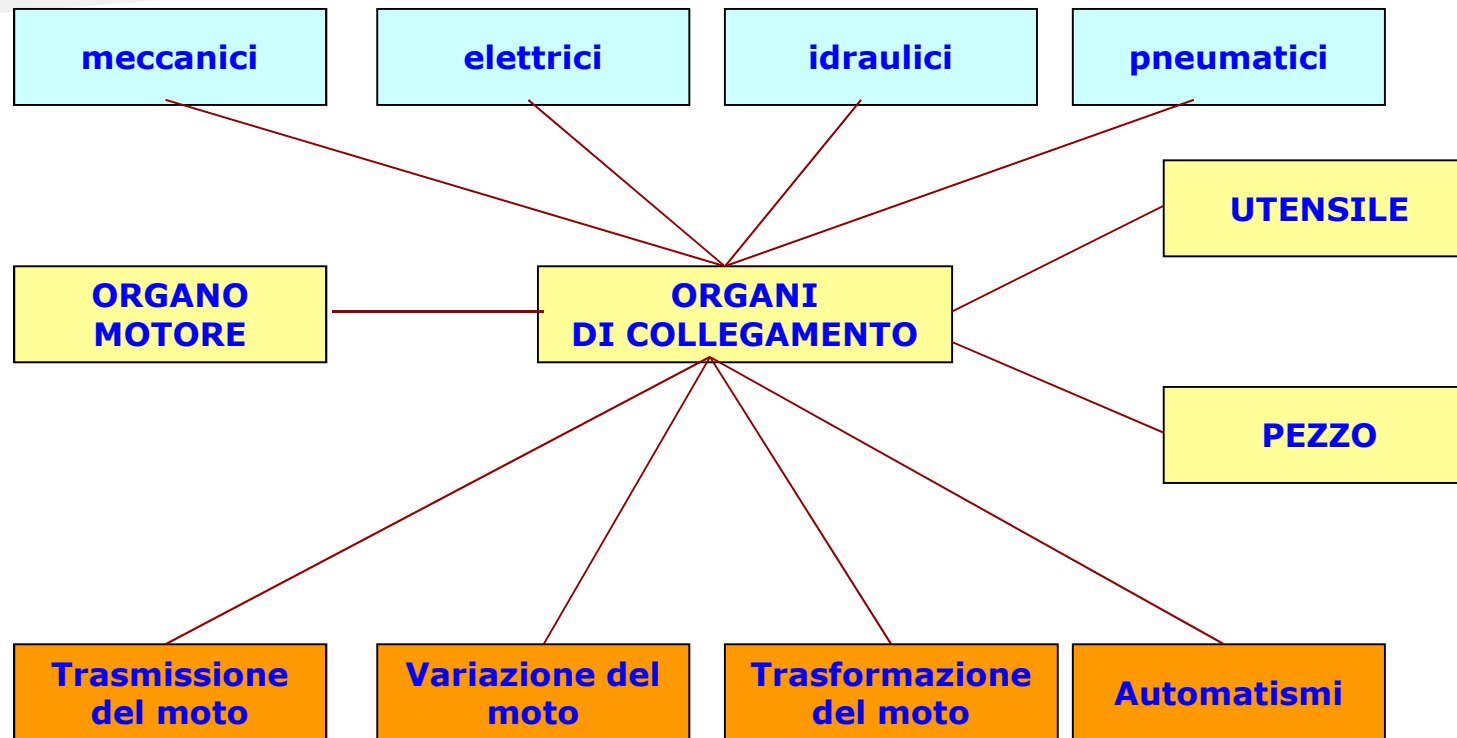 meccanici
elettrici
idraulici
pneumatici
UTENSILE
ORGANO
MOTORE
ORGANI
DI COLLEGAMENTO
PEZZO
Trasmissione
del moto
Variazione del
moto
Trasformazione
del moto
Automatismi